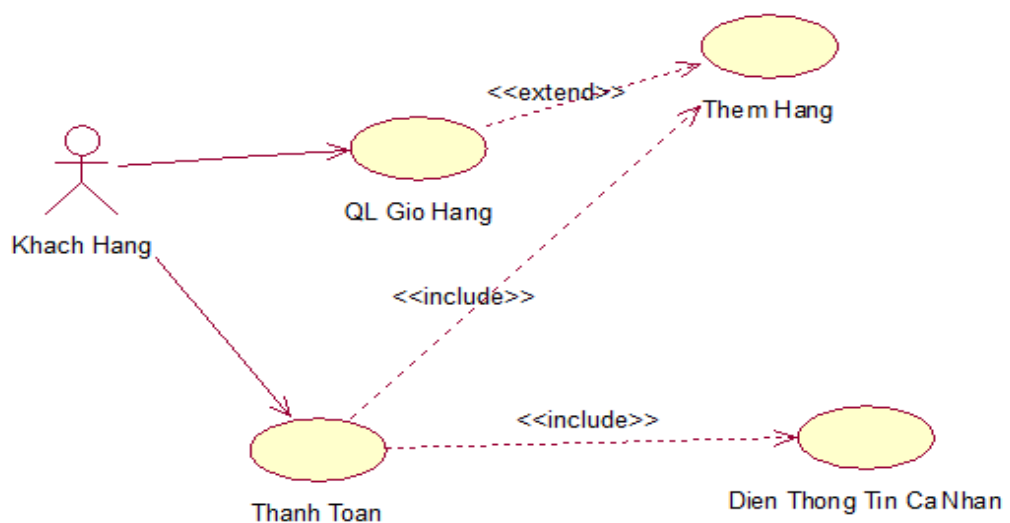 <<extend>>
Them Hang
QL Gio Hang
Khach Hang
<<include>>
<<include>>
Thanh Toan
Dien Thong Tin Ca Nhan